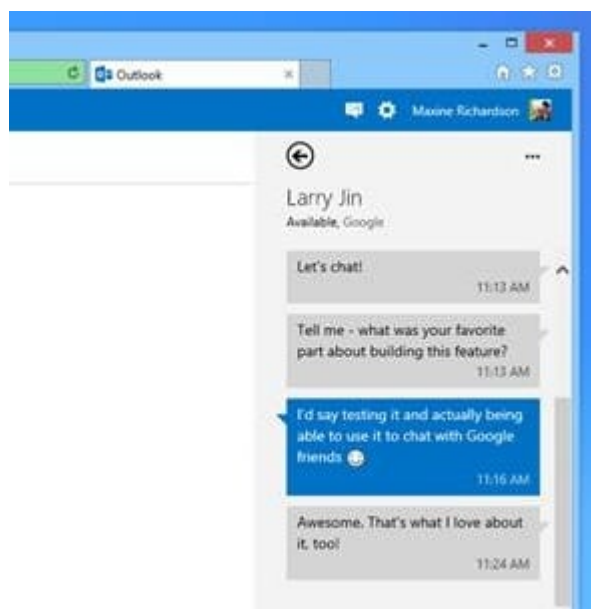 Outlook
Maxine Richardson
Larry Jin
Available, Google
Let's chat!
11:13 AM
Tell me - what was your favorite
part about building this feature?
11:13 AM
I'd say testing it and actually being
able to use it to chat with Google
friends
11:16 AM
Awesome. That's what I love about
it, too!
11:24 AM